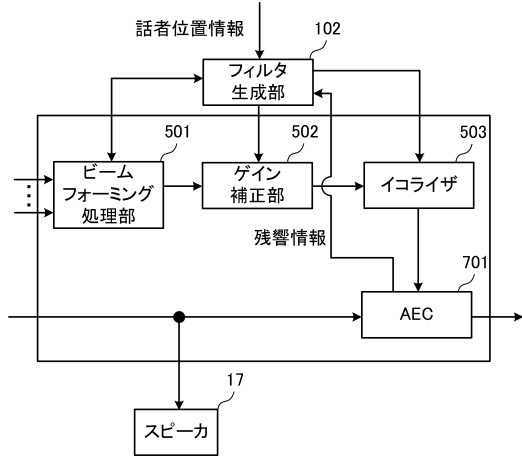 話者位置情報
102
フィルタ
生成部
501
502
503
ビーム
フォーミング
処理部
ゲイン
補正部
イコライザ
残響情報
701
AEC
17
スピーカ